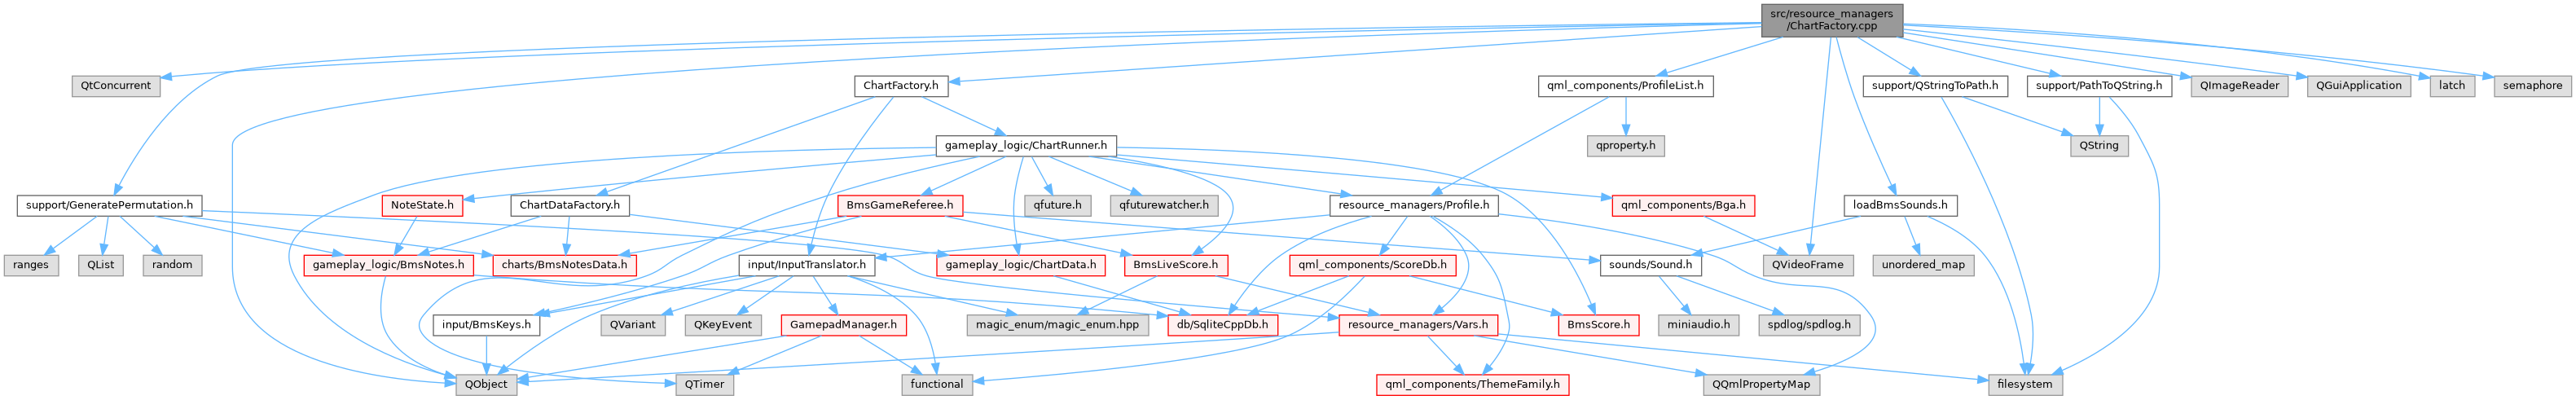 src/resource_managers
/ChartFactory.cpp
QtConcurrent
ChartFactory.h
qml_components/ProfileList.h
support/QStringToPath.h
support/PathToQString.h
QImageReader
QGuiApplication
latch
semaphore
gameplay_logic/ChartRunner.h
qproperty.h
QString
support/GeneratePermutation.h
NoteState.h
ChartDataFactory.h
BmsGameReferee.h
qfuture.h
qfuturewatcher.h
resource_managers/Profile.h
qml_components/Bga.h
loadBmsSounds.h
ranges
QList
random
gameplay_logic/BmsNotes.h
charts/BmsNotesData.h
input/InputTranslator.h
gameplay_logic/ChartData.h
BmsLiveScore.h
qml_components/ScoreDb.h
sounds/Sound.h
QVideoFrame
unordered_map
input/BmsKeys.h
QVariant
QKeyEvent
GamepadManager.h
magic_enum/magic_enum.hpp
db/SqliteCppDb.h
resource_managers/Vars.h
BmsScore.h
miniaudio.h
spdlog/spdlog.h
QObject
QTimer
functional
qml_components/ThemeFamily.h
QQmlPropertyMap
filesystem